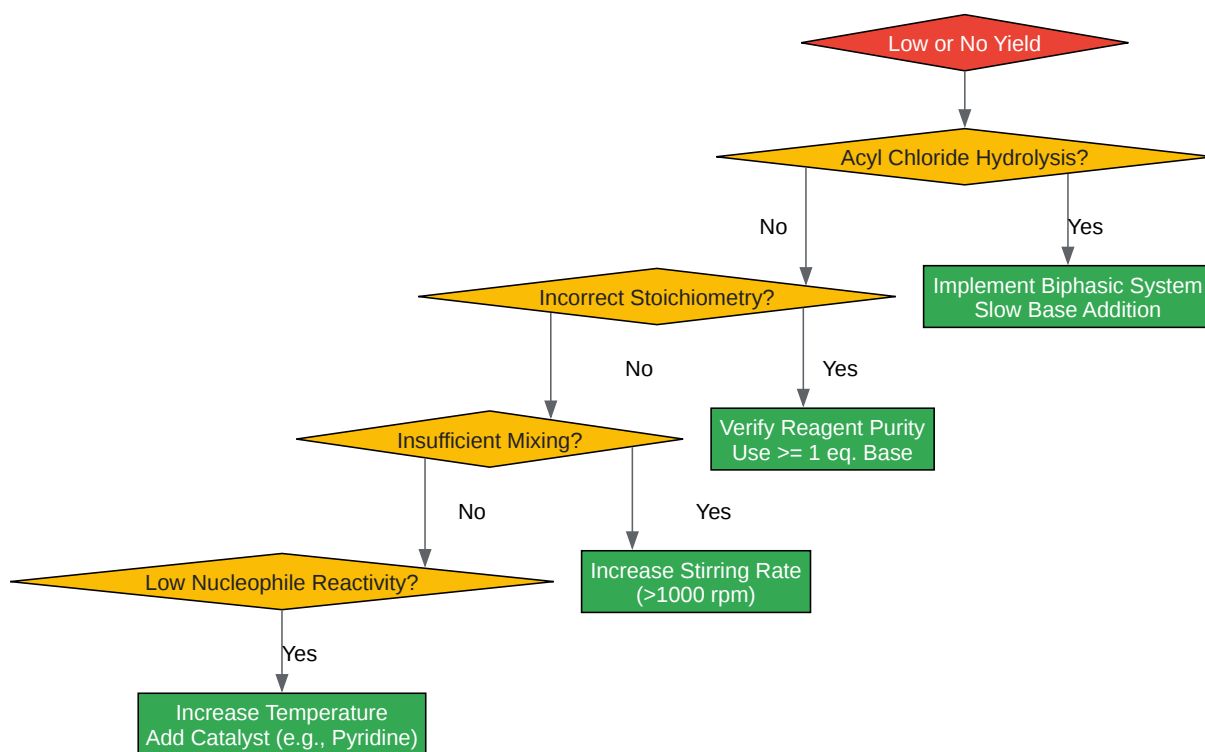 Low or No Yield
Acyl Chloride Hydrolysis?
No
Yes
Implement Biphasic System
Slow Base Addition
Incorrect Stoichiometry?
No
Yes
Verify Reagent Purity
Use >= 1 eq. Base
Insufficient Mixing?
No
Yes
Increase Stirring Rate
(>1000 rpm)
Low Nucleophile Reactivity?
Yes
Increase Temperature
Add Catalyst (e.g., Pyridine)